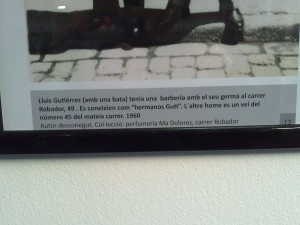 Lluís Gutiérrez (amb una bata) tenia una barberia amb el seu germà al carrer
Robador, 49 . Es coneixien com "hermanos Guti". L´altre home es un veí del
número 45 del mateix carrer. 1960
Autor desconegut. Col·lecció: perfumería Ma Dolores, carrer Robador
12